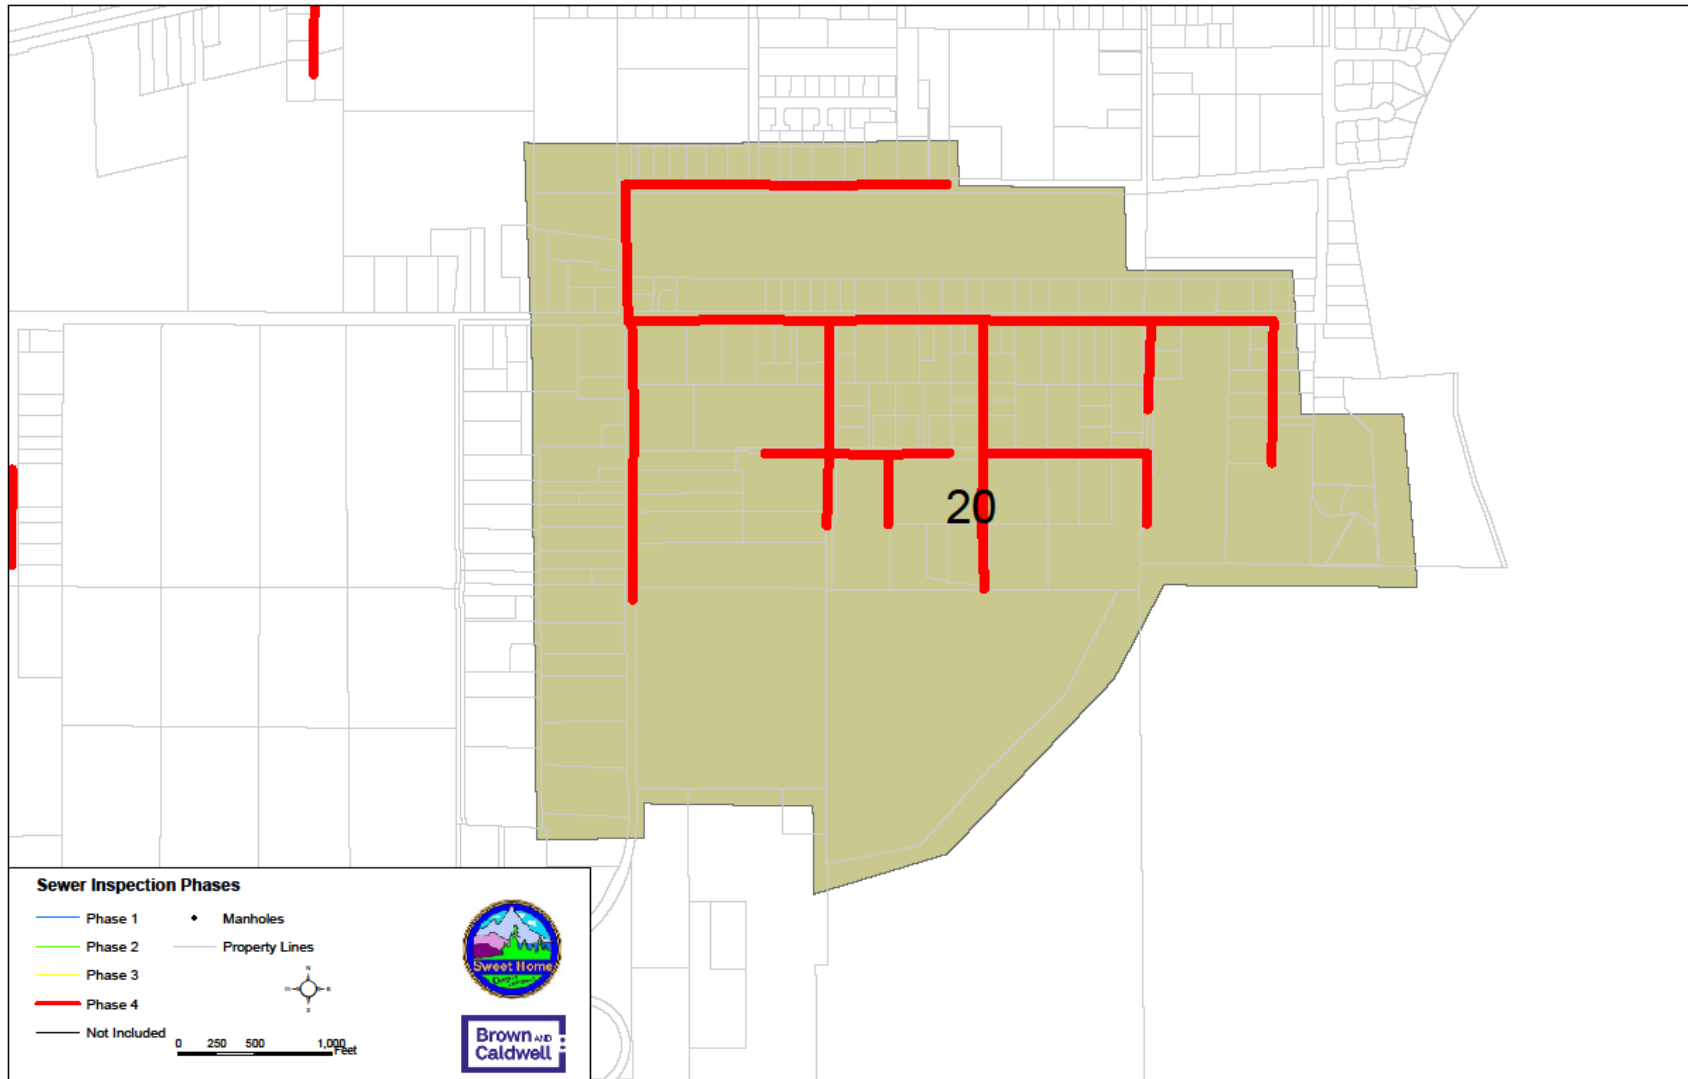 20
Sewer Inspection Phases
Phase 1
Manholes
Phase 2
Property Lines
Phase 3
Phase 4
Not Included
0 250 500 1,000
Feet
N
E
S
Sweet Home
Brown AND
Caldwell